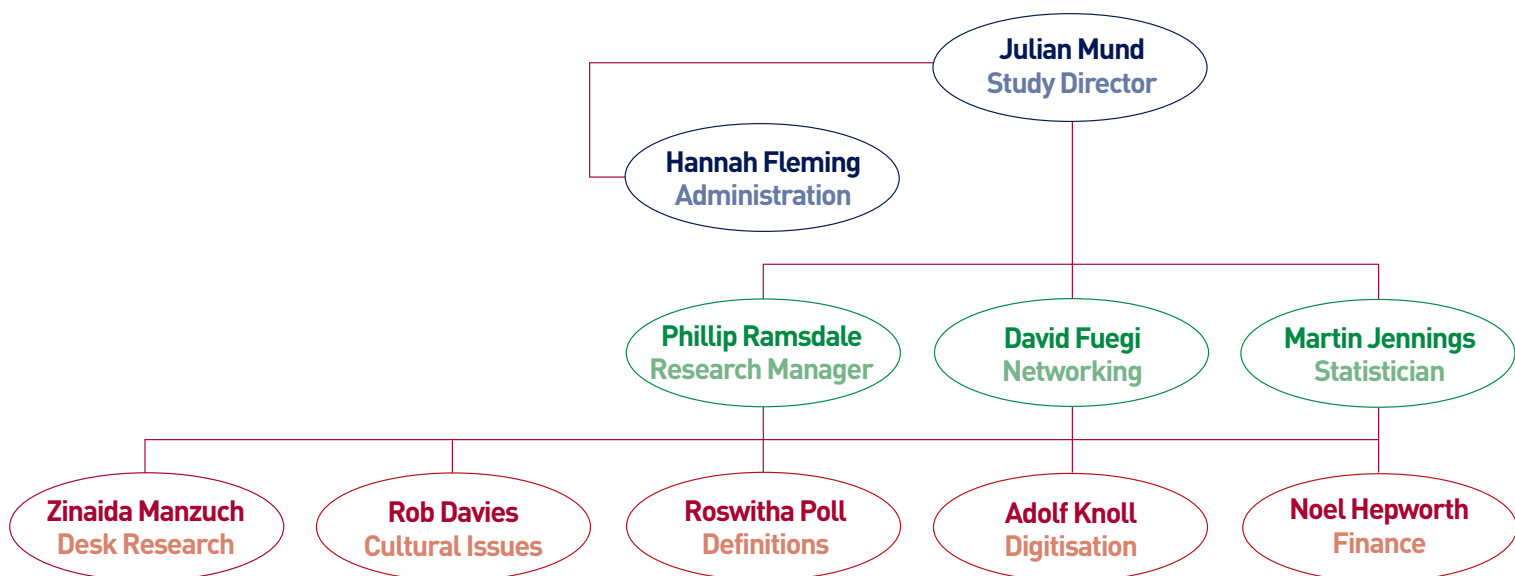 Julian Mund
Study Director
Hannah Fleming
Administration
Phillip Ramsdale
Research Manager
David Fuegi
Networking
Martin Jennings
Statistician
Zinaida Manzuch
Desk Research
Rob Davies
Cultural Issues
Roswitha Poll
Definitions
Adolf Knoll
Digitisation
Noel Hepworth
Finance